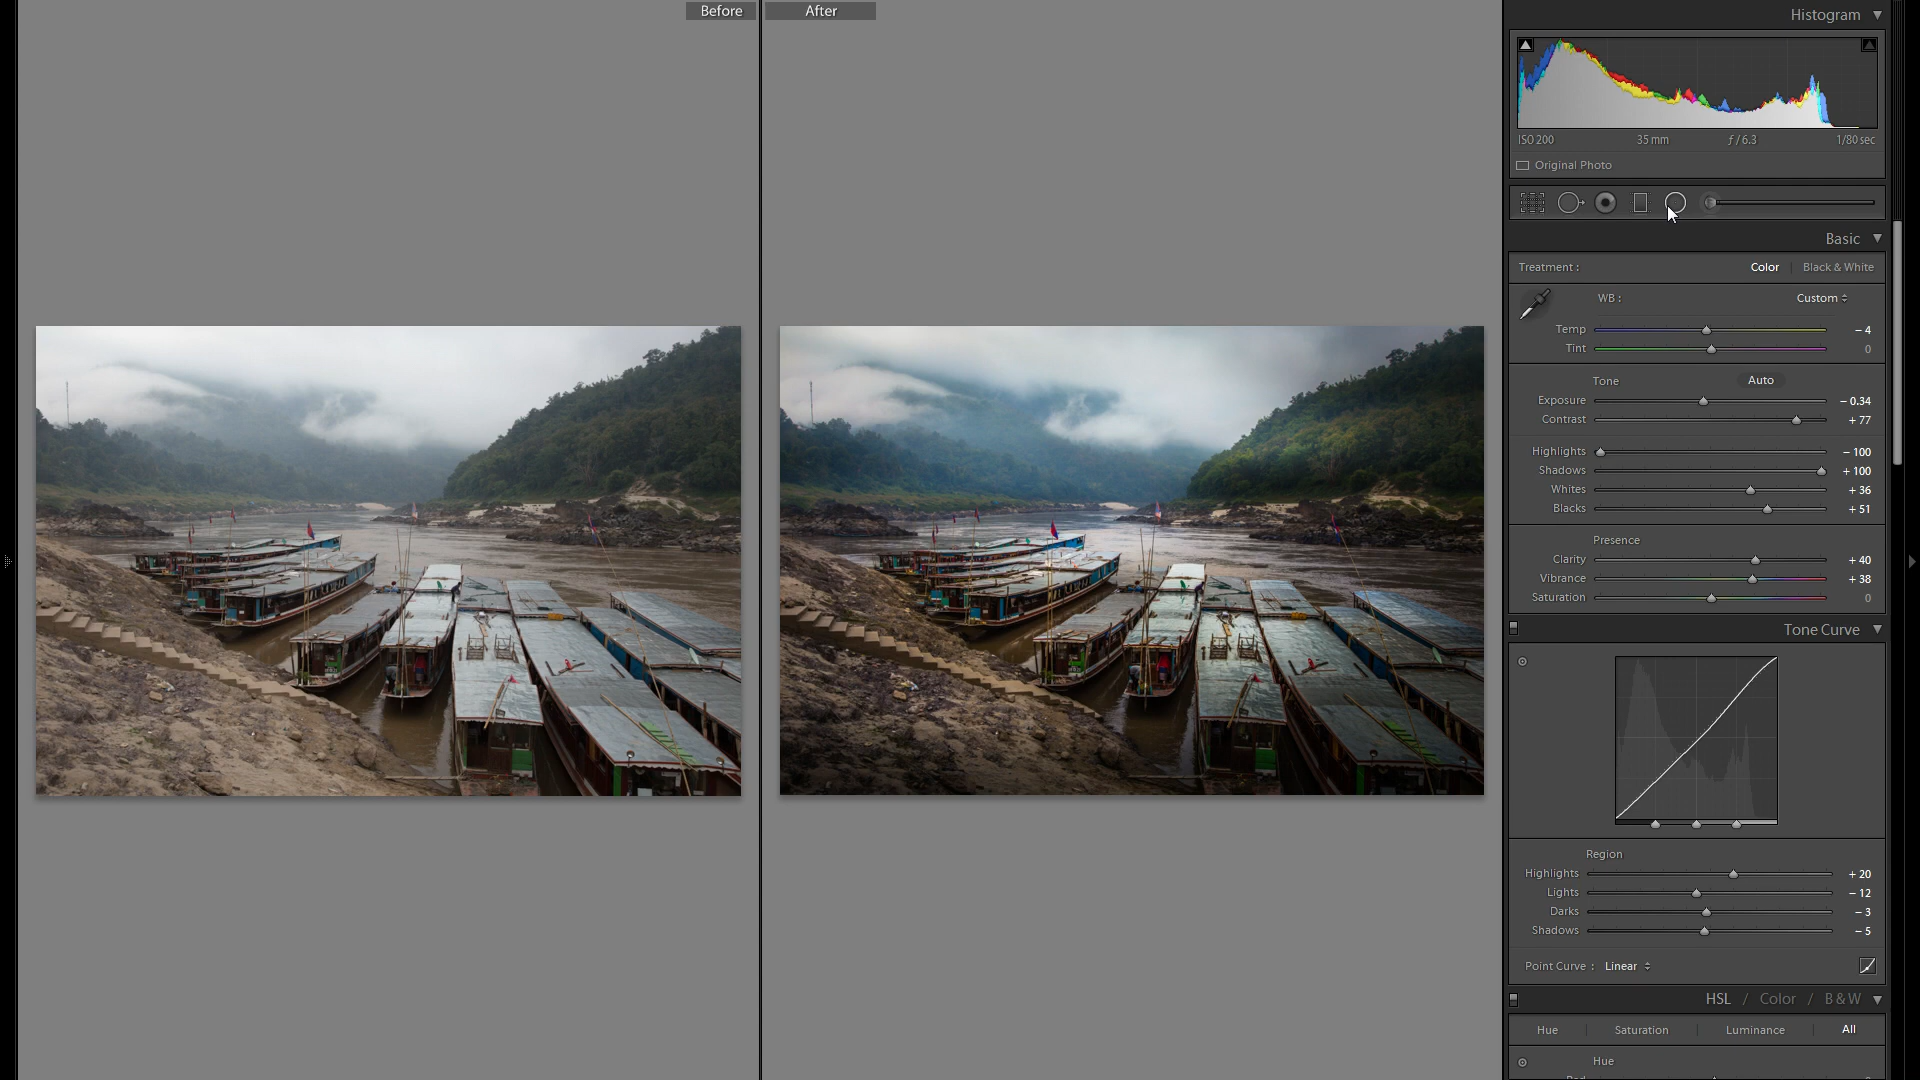 Before
After
Histogram
ISO 200 35 mm ƒ / 6.3 1/80 sec
Original Photo
Basic
Treatment : Color Black & White
WB : Custom
Temp – 4
Tint 0
Tone Auto
Exposure – 0.34
Contrast + 77
Highlights – 100
Shadows + 100
Whites + 36
Blacks + 51
Presence
Clarity + 40
Vibrance + 38
Saturation 0
Tone Curve
Region
Highlights + 20
Lights – 12
Darks – 3
Shadows – 5
Point Curve : Linear
HSL / Color / B & W
Hue Saturation Luminance All
Hue